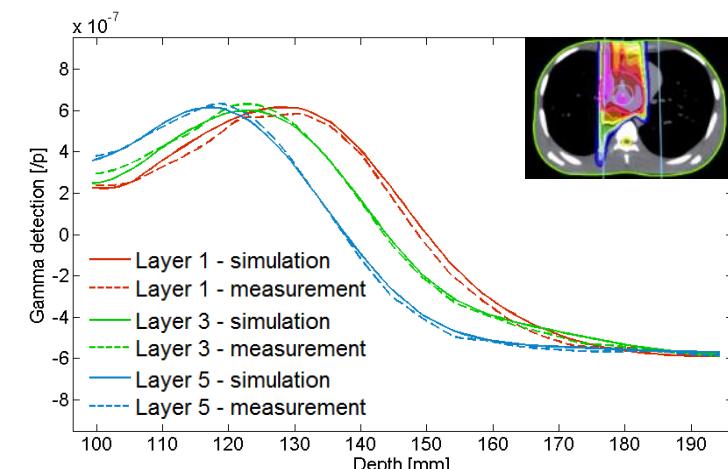 x 10⁻⁷
8
6
4
2
0
-2
-4
-6
-8
Gamma detection [/p]
Layer 1 - simulation
Layer 1 - measurement
Layer 3 - simulation
Layer 3 - measurement
Layer 5 - simulation
Layer 5 - measurement
100 110 120 130 140 150 160 170 180 190
Depth [mm]